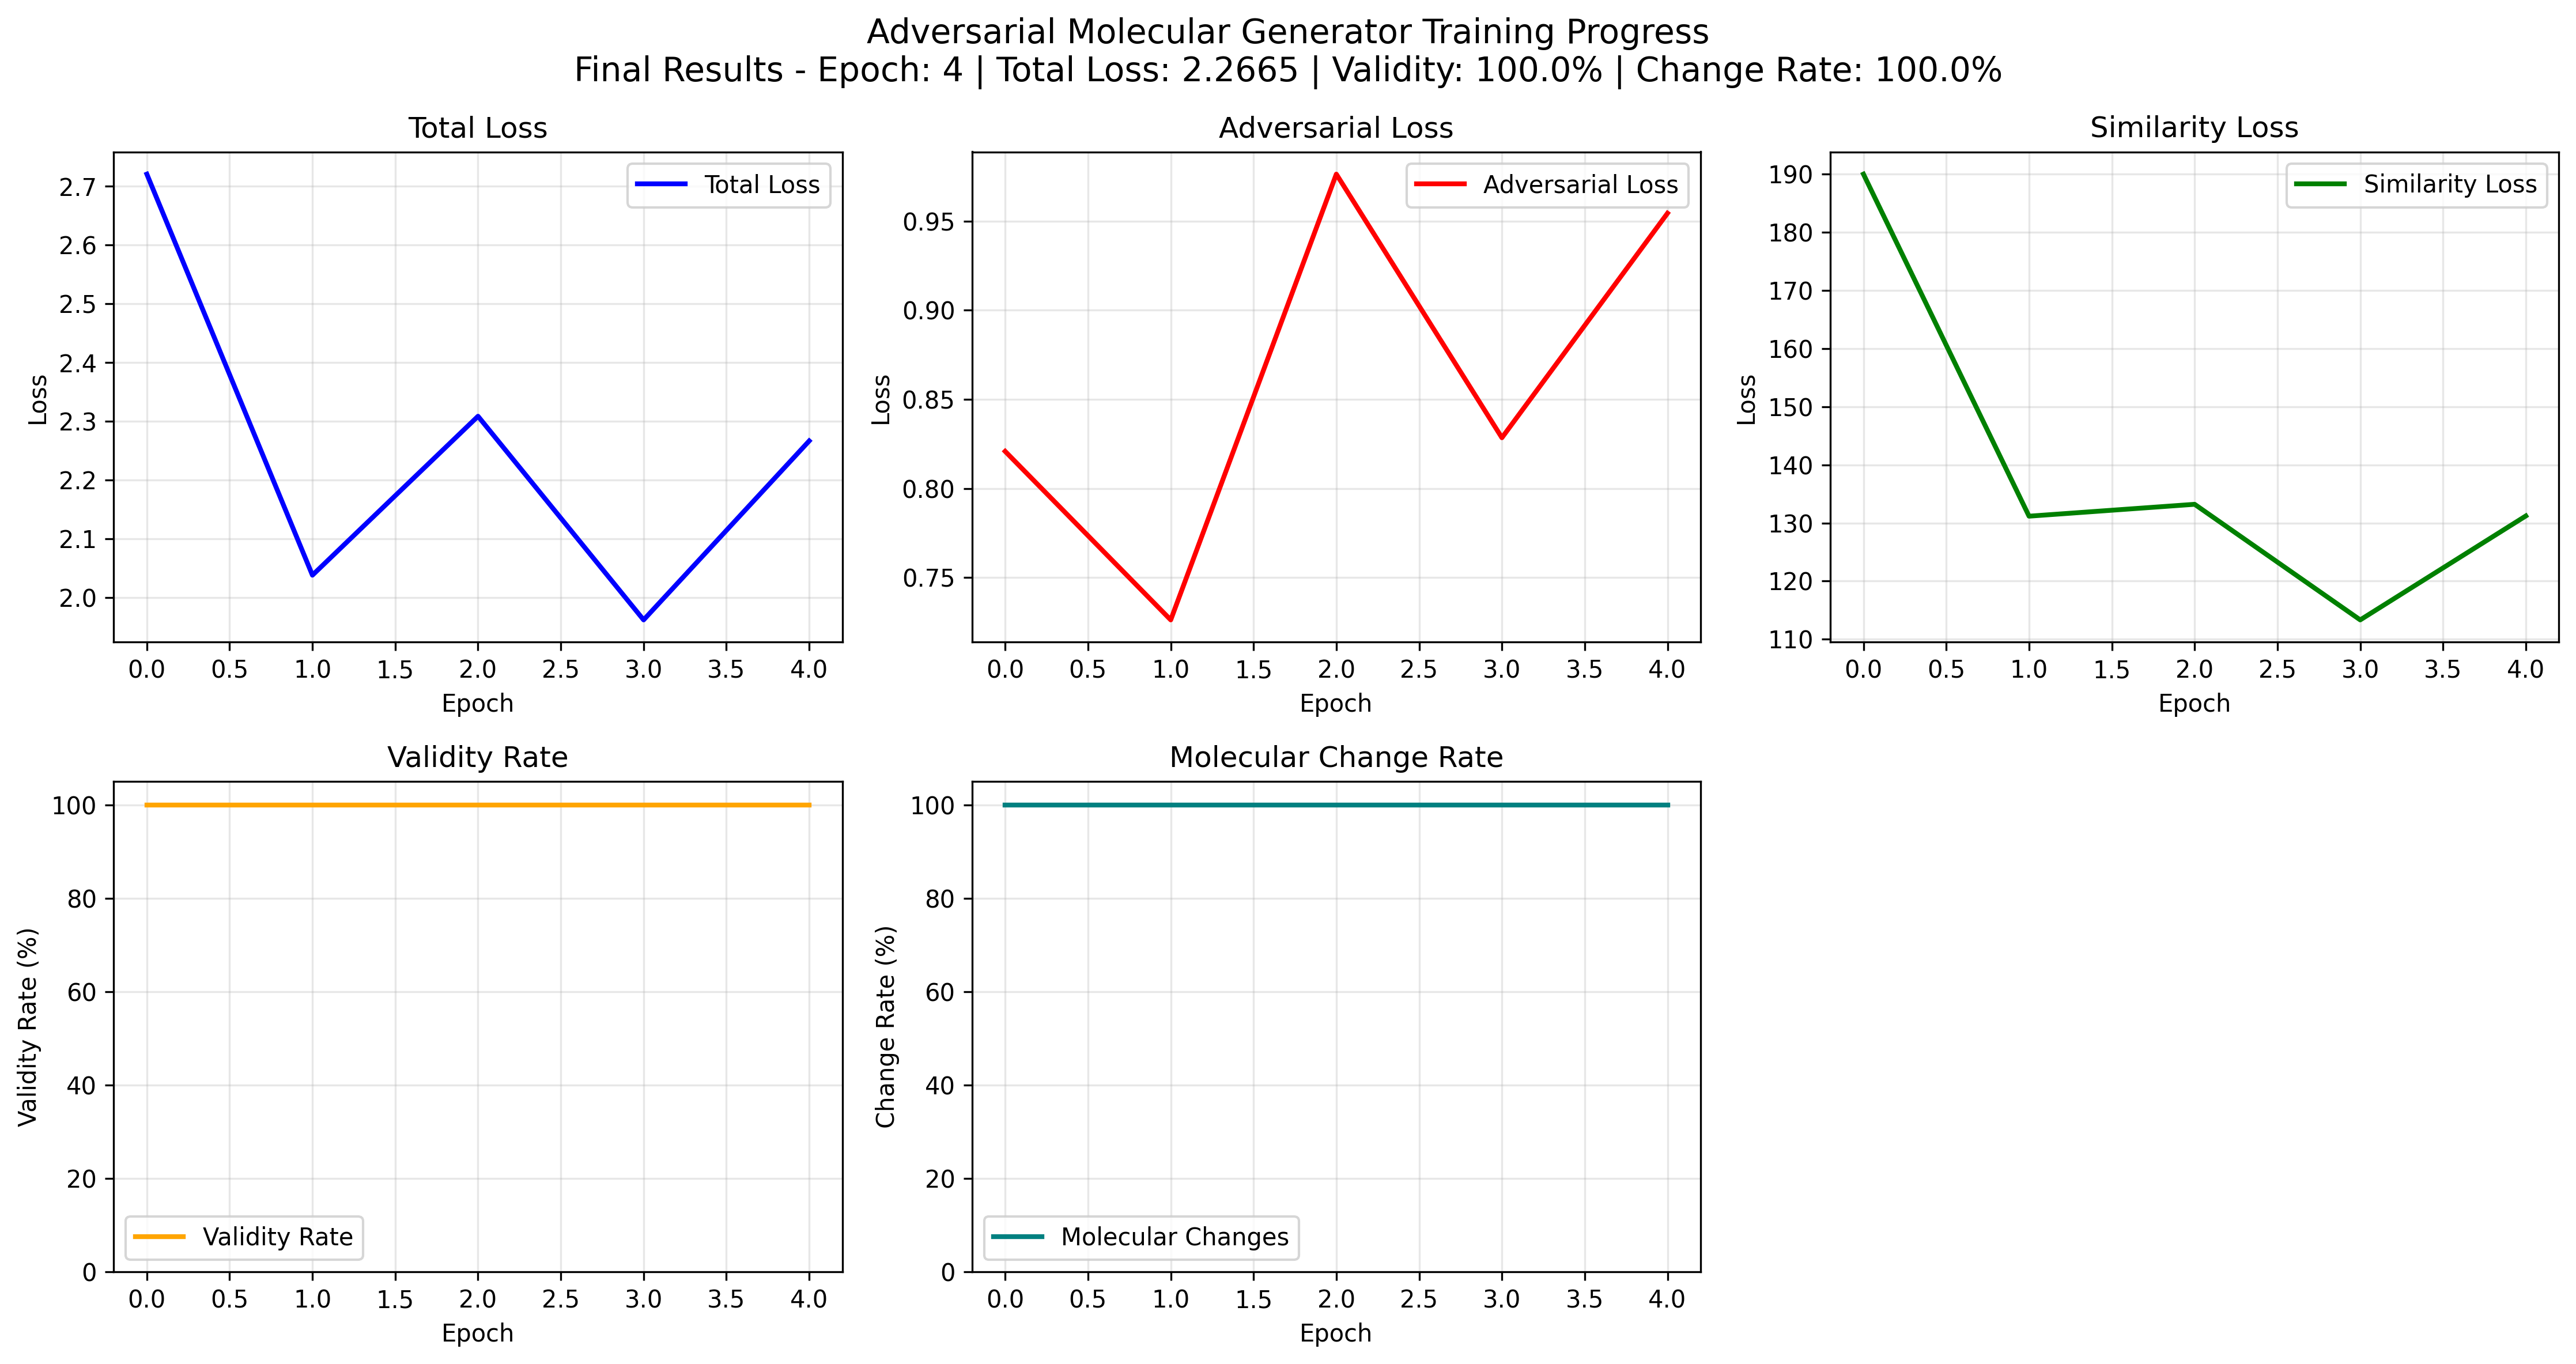 Adversarial Molecular Generator Training Progress
Final Results - Epoch: 4 | Total Loss: 2.2665 | Validity: 100.0% | Change Rate: 100.0%
Total Loss
Loss
2.7
2.6
2.5
2.4
2.3
2.2
2.1
2.0
Total Loss
0.0 0.5 1.0 1.5 2.0 2.5 3.0 3.5 4.0
Epoch
Adversarial Loss
Loss
0.95
0.90
0.85
0.80
0.75
Adversarial Loss
0.0 0.5 1.0 1.5 2.0 2.5 3.0 3.5 4.0
Epoch
Similarity Loss
Loss
190
180
170
160
150
140
130
120
110
Similarity Loss
0.0 0.5 1.0 1.5 2.0 2.5 3.0 3.5 4.0
Epoch
Validity Rate
Validity Rate (%)
100
80
60
40
20
0
Validity Rate
0.0 0.5 1.0 1.5 2.0 2.5 3.0 3.5 4.0
Epoch
Molecular Change Rate
Change Rate (%)
100
80
60
40
20
0
Molecular Changes
0.0 0.5 1.0 1.5 2.0 2.5 3.0 3.5 4.0
Epoch